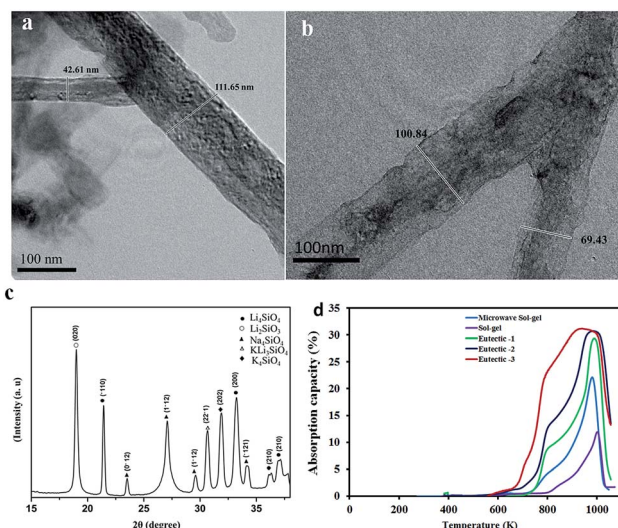 a
42.61 nm
111.65 nm
100 nm
b
100.84
69.43
100nm
c
(Intensity (a. u)
(020)
(-110)
(0-12)
(1-12)
(1-12)
(22-1)
(202)
(200)
(-121)
(210)
(210)
● Li₄SiO₄
○ Li₂SiO₃
▲ Na₄SiO₄
△ KLi₃SiO₄
◆ K₄SiO₄
15 20 25 30 35
2θ (degree)
d
Absorption capacity (%)
35
30
25
20
15
10
5
0
Microwave Sol-gel
Sol-gel
Eutectic -1
Eutectic -2
Eutectic -3
0 200 400 600 800 1000
Temperature (K)